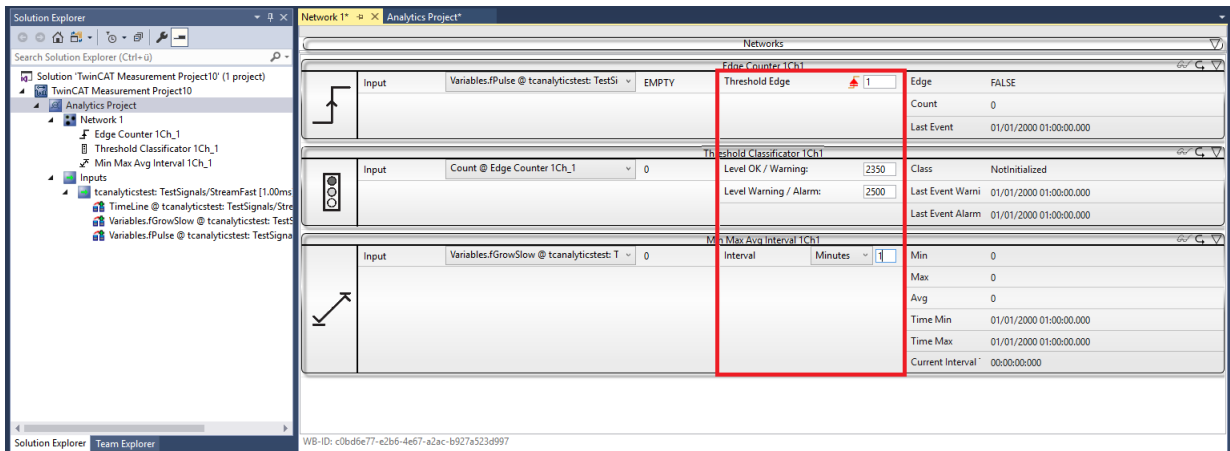 Solution Explorer
Search Solution Explorer (Ctrl+ü)
Solution 'TwinCAT Measurement Project10' (1 project)
TwinCAT Measurement Project10
Analytics Project
Network 1
Edge Counter 1Ch_1
Threshold Classificator 1Ch_1
Min Max Avg Interval 1Ch_1
Inputs
tcanalyticstest: TestSignals/StreamFast [1.00ms
TimeLine @ tcanalyticstest: TestSignals/Stre
Variables.fGrowSlow @ tcanalyticstest: TestS
Variables.fPulse @ tcanalyticstest: TestSigna
Solution Explorer Team Explorer
Network 1* Analytics Project*
Networks
Edge Counter 1Ch1
Input Variables.fPulse @ tcanalyticstest: TestSi EMPTY Threshold Edge 1 Edge FALSE
Count 0
Last Event 01/01/2000 01:00:00.000
Threshold Classificator 1Ch1
Input Count @ Edge Counter 1Ch_1 0 Level OK / Warning: 2350 Class NotInitialized
Level Warning / Alarm: 2500 Last Event Warni 01/01/2000 01:00:00.000
Last Event Alarm 01/01/2000 01:00:00.000
Min Max Avg Interval 1Ch1
Input Variables.fGrowSlow @ tcanalyticstest: T 0 Interval Minutes 1 Min 0
Max 0
Avg 0
Time Min 01/01/2000 01:00:00.000
Time Max 01/01/2000 01:00:00.000
Current Interval 00:00:00:000
WB-ID: c0bd6e77-e2b6-4e67-a2ac-b927a523d997